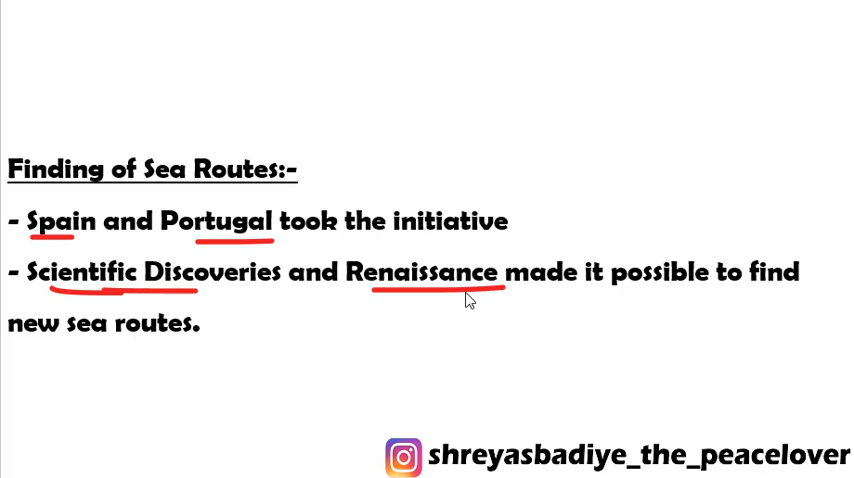 Finding of Sea Routes:-
- Spain and Portugal took the initiative
- Scientific Discoveries and Renaissance made it possible to find
new sea routes.
shreyasbadiye_the_peacelover